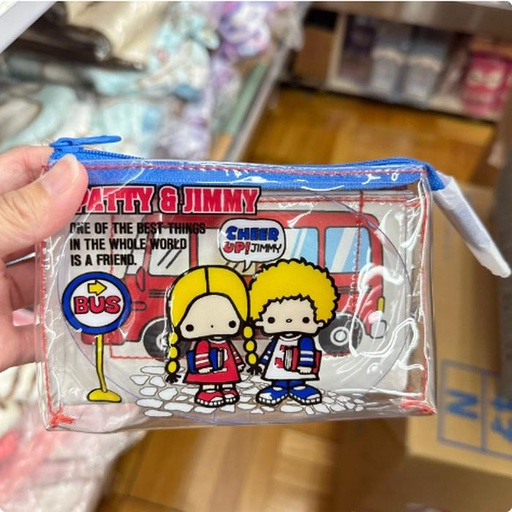 PATTY & JIMMY
ONE OF THE BEST THINGS
IN THE WHOLE WORLD
IS A FRIEND.
CHEER
UP! JIMMY
BUS